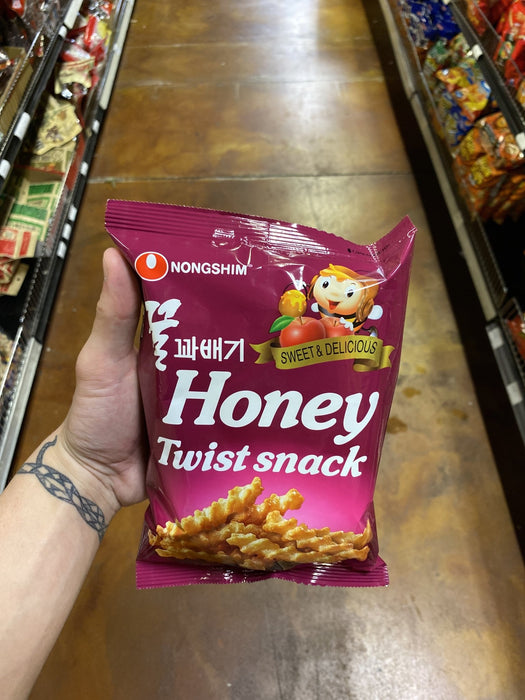 NONGSHIM
꿀
꽈배기
SWEET & DELICIOUS
Honey
Twist snack